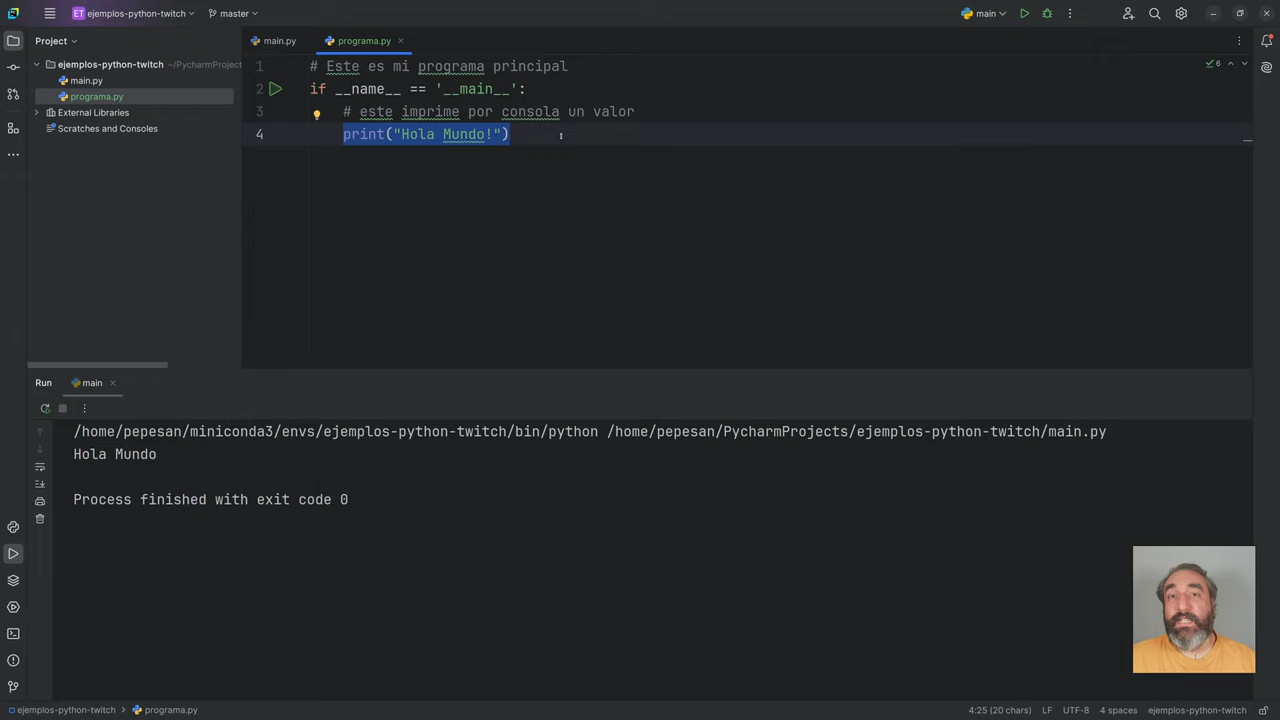 ET ejemplos-python-twitch
master
main
Project
main.py
programa.py
ejemplos-python-twitch ~/PycharmProject
main.py
programa.py
External Libraries
Scratches and Consoles
1 # Este es mi programa principal
2 if __name__ == '__main__':
3 # este imprime por consola un valor
4 print("Hola Mundo!")
6
Run
main
/home/pepesan/miniconda3/envs/ejemplos-python-twitch/bin/python /home/pepesan/PycharmProjects/ejemplos-python-twitch/main.py
Hola Mundo
Process finished with exit code 0
ejemplos-python-twitch
programa.py
4:25 (20 chars)
LF
UTF-8
4 spaces
ejemplos-python-twitch